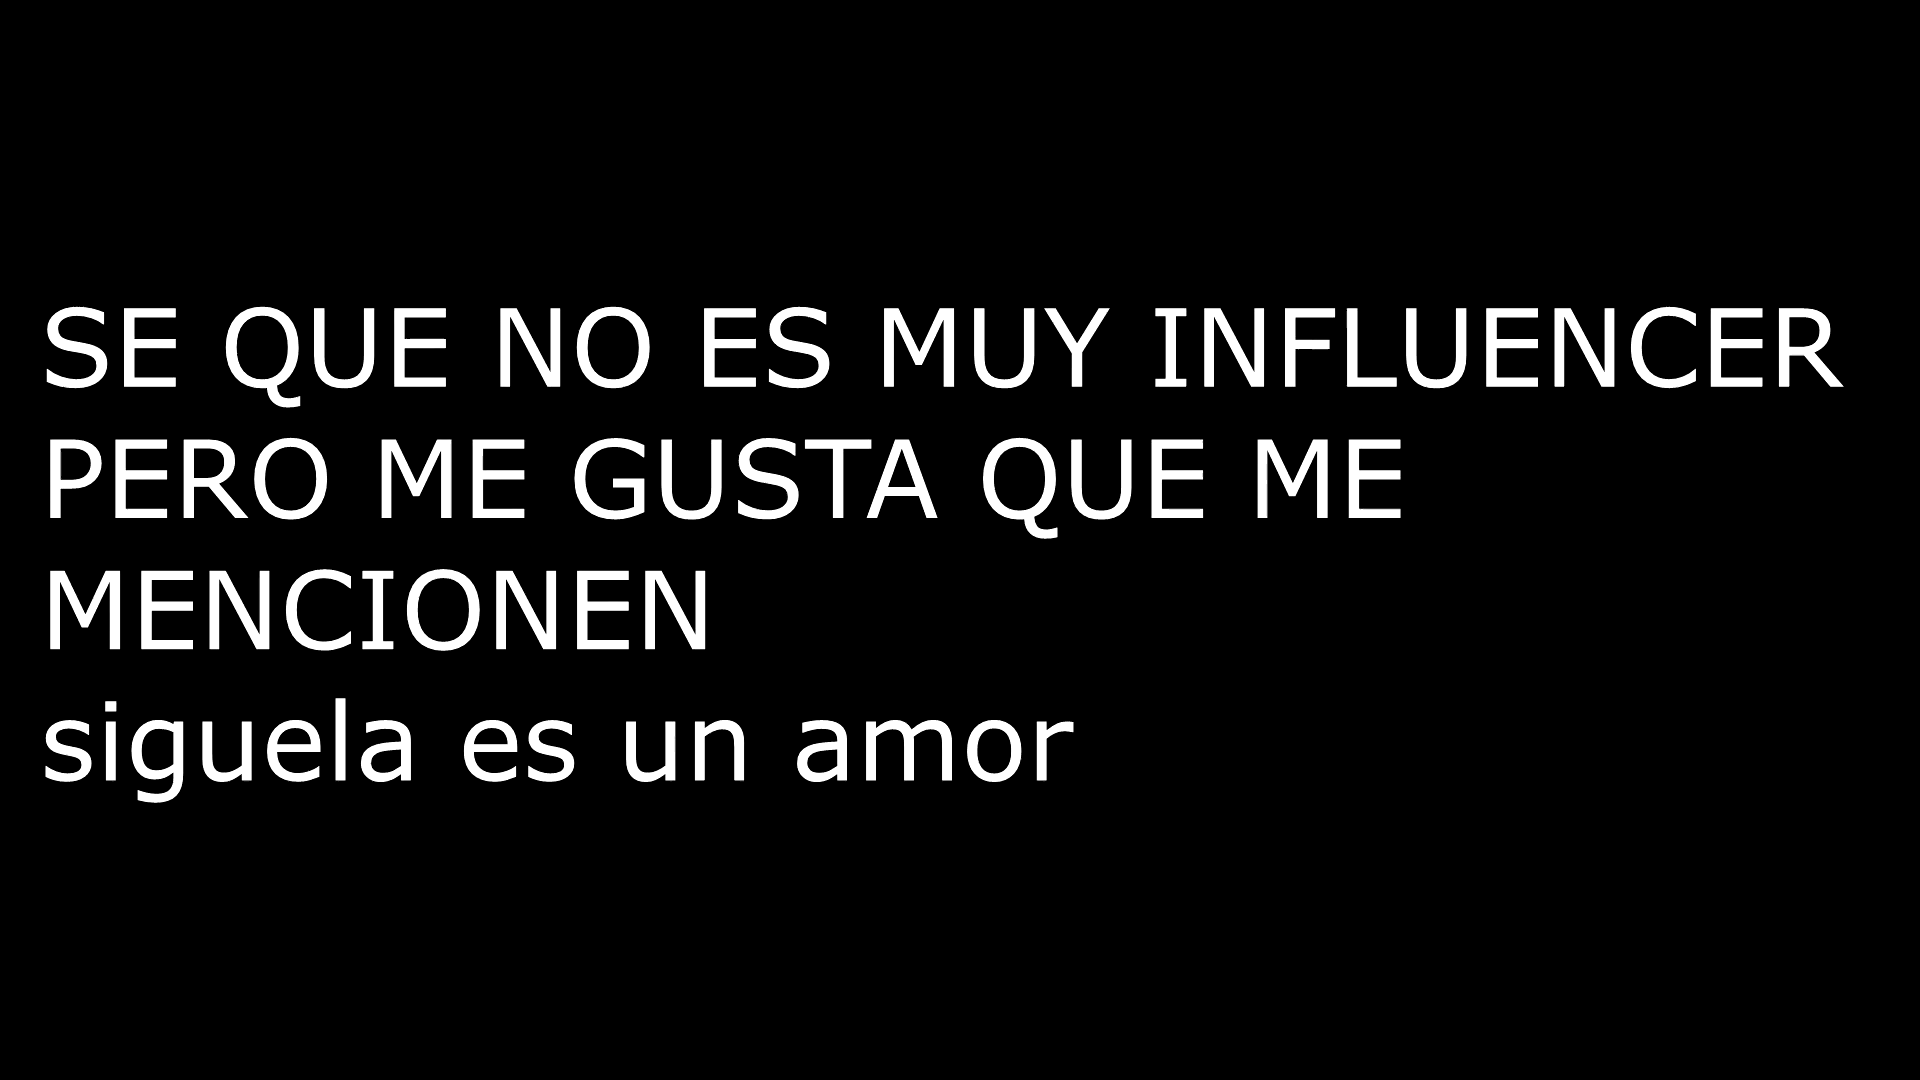 SE QUE NO ES MUY INFLUENCER
PERO ME GUSTA QUE ME
MENCIONEN
siguela es un amor